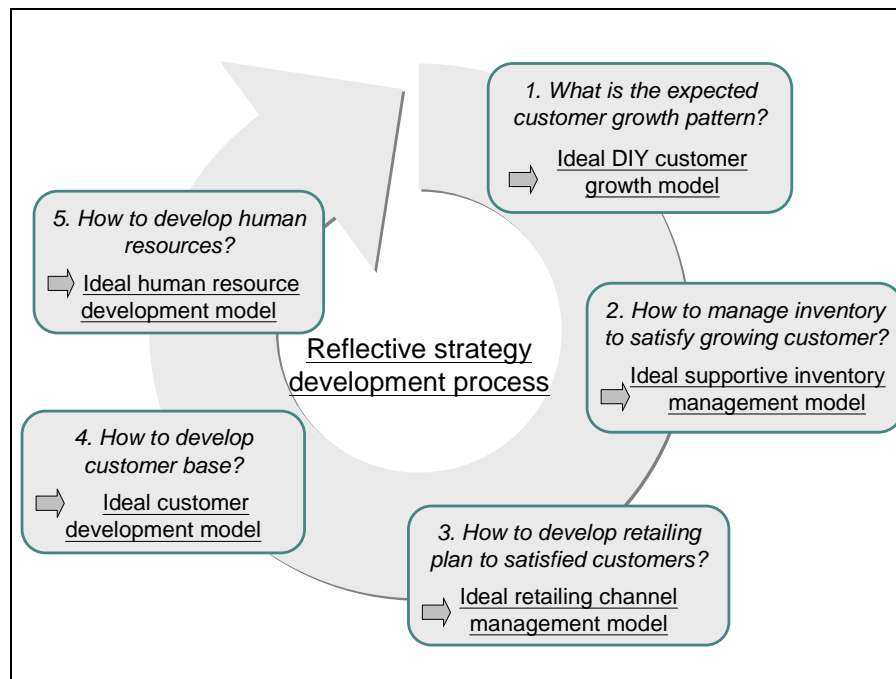 1. What is the expected
customer growth pattern?
Ideal DIY customer
growth model
2. How to manage inventory
to satisfy growing customer?
Ideal supportive inventory
management model
3. How to develop retailing
plan to satisfied customers?
Ideal retailing channel
management model
4. How to develop
customer base?
Ideal customer
development model
5. How to develop human
resources?
Ideal human resource
development model
Reflective strategy
development process